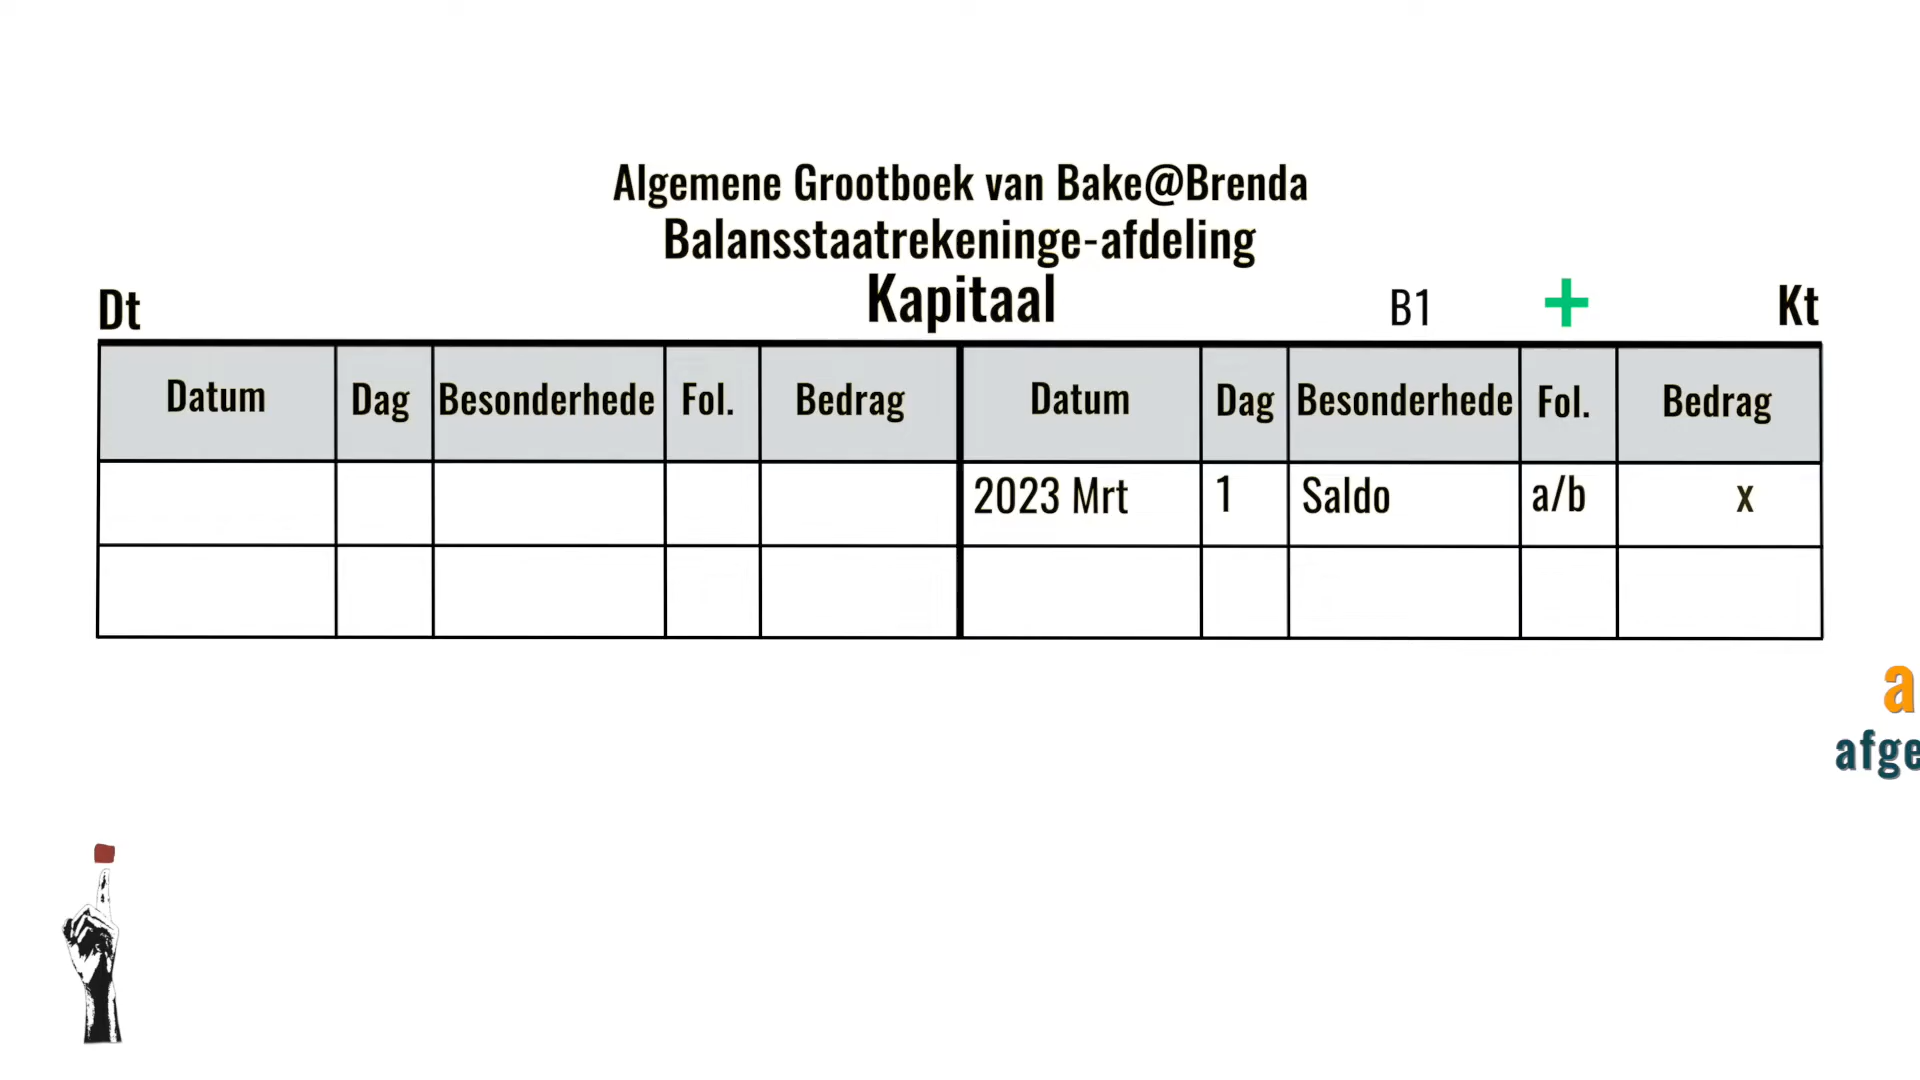 Algemene Grootboek van Bake@Brenda
Balansstaatrekeninge-afdeling
Dt Kapitaal B1 + Kt
Datum Dag Besonderhede Fol. Bedrag Datum Dag Besonderhede Fol. Bedrag
2023 Mrt 1 Saldo a/b x
a
afge